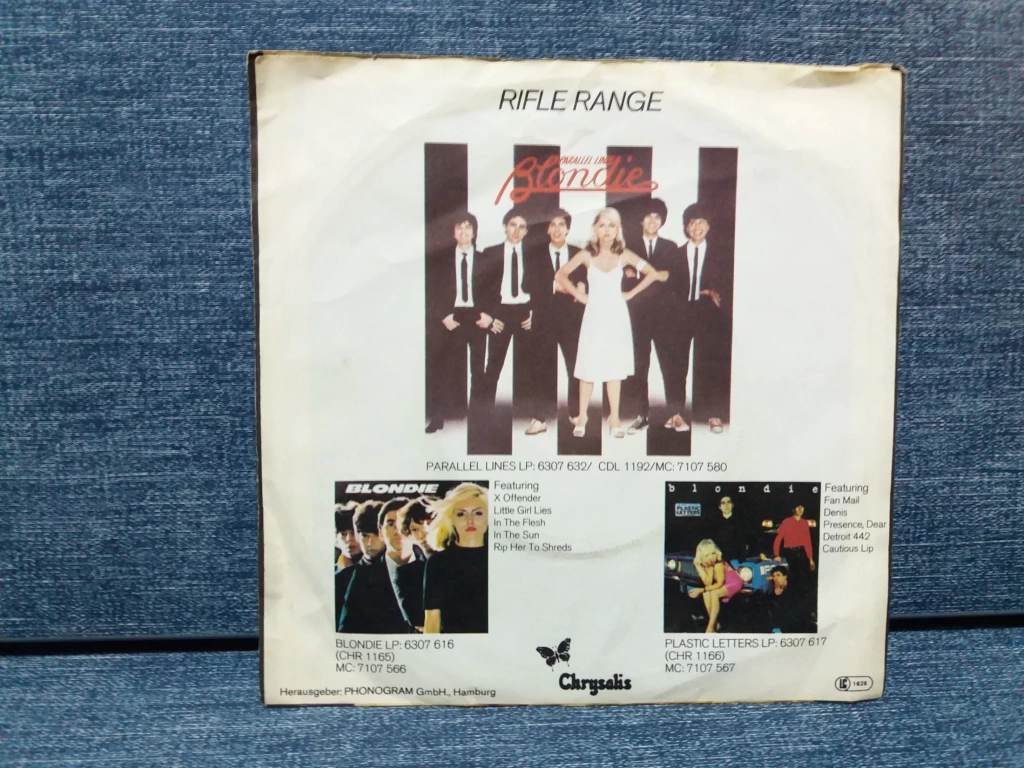 RIFLE RANGE
PARALLEL LINES
Blondie
PARALLEL LINES LP: 6307 632/ CDL 1192/MC: 7107 580
BLONDIE
Featuring
X Offender
Little Girl Lies
In The Flesh
In The Sun
Rip Her To Shreds
BLONDIE LP: 6307 616
(CHR 1165)
MC: 7107 566
blondie
PLASTIC LETTERS
Featuring
Fan Mail
Denis
Presence, Dear
Detroit 442
Cautious Lip
PLASTIC LETTERS LP: 6307 617
(CHR 1166)
MC: 7107 567
Chrysalis
Herausgeber: PHONOGRAM GmbH., Hamburg
LC 1626